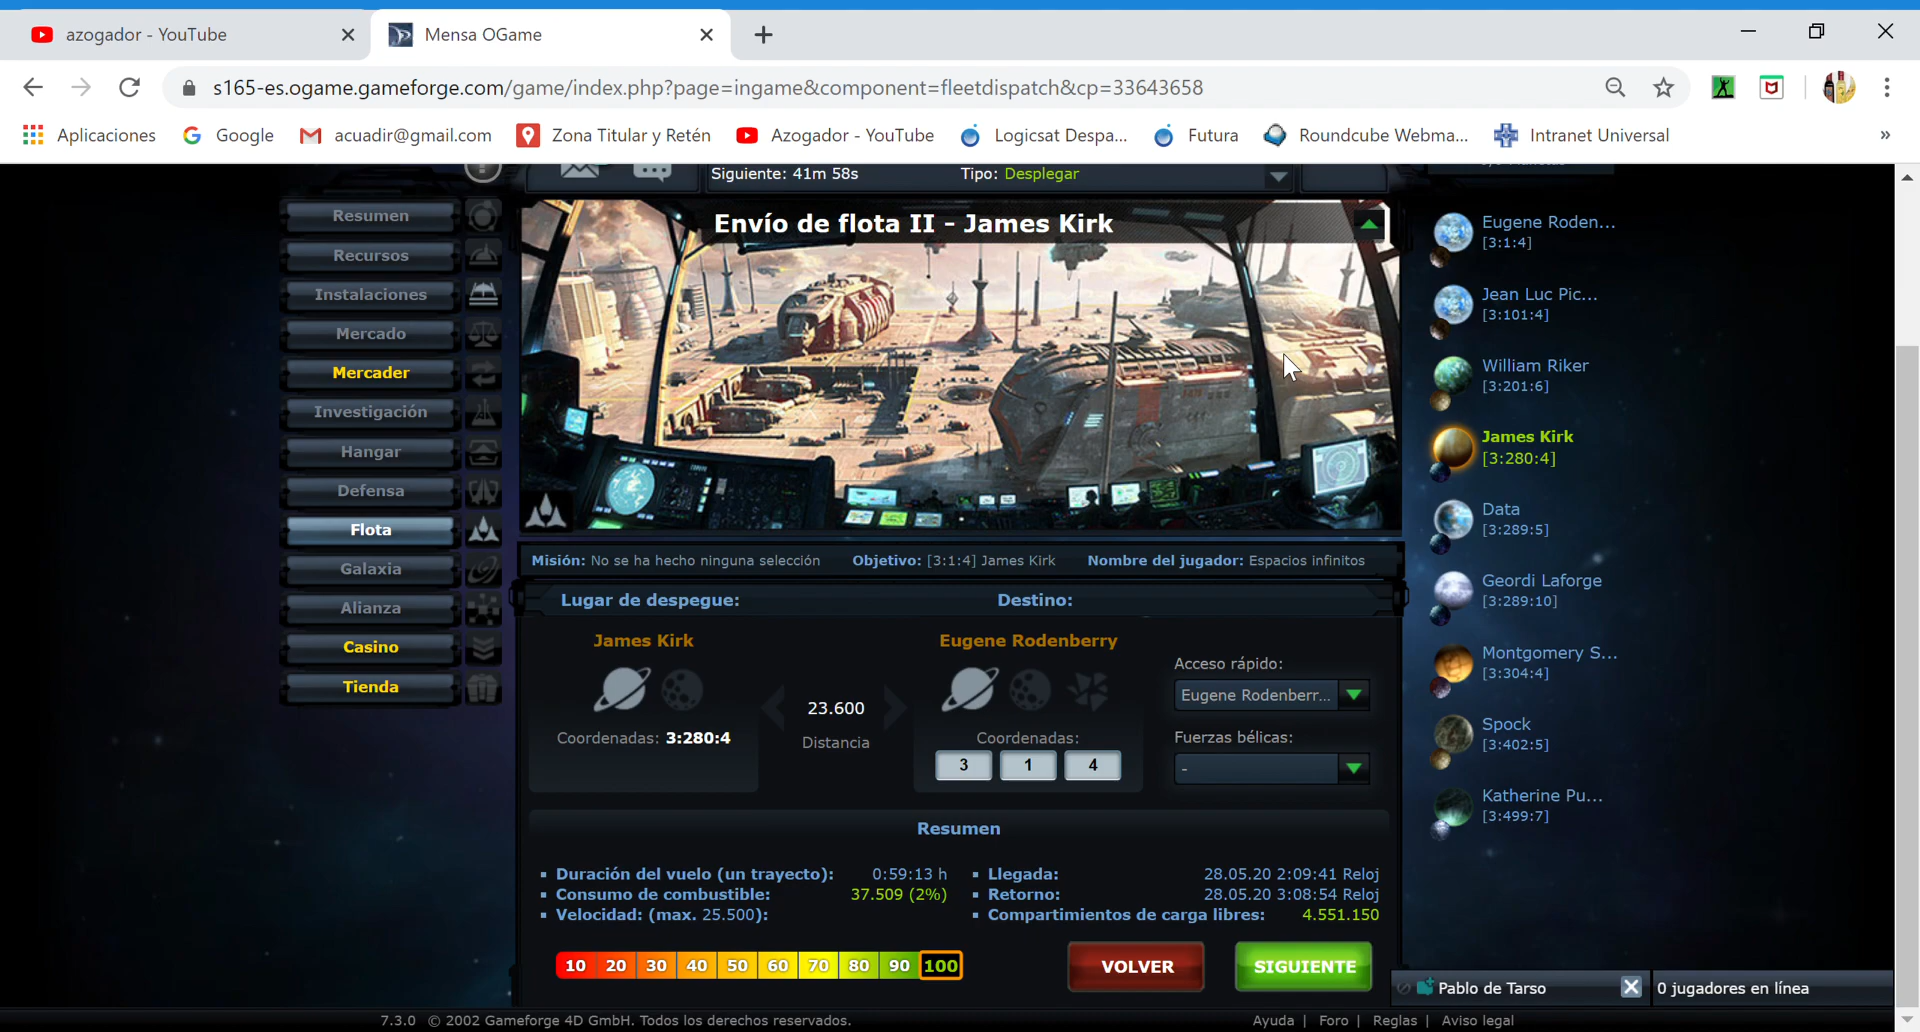 azogador - YouTube
Mensa OGame
s165-es.ogame.gameforge.com/game/index.php?page=ingame&component=fleetdispatch&cp=33643658
Aplicaciones
Google
acuadir@gmail.com
Zona Titular y Retén
Azogador - YouTube
Logicsat Despa...
Futura
Roundcube Webma...
Intranet Universal
»
Siguiente: 41m 58s Tipo: Desplegar
Resumen
Recursos
Instalaciones
Mercado
Mercader
Investigación
Hangar
Defensa
Flota
Galaxia
Alianza
Casino
Tienda
Envío de flota II - James Kirk
Misión: No se ha hecho ninguna selección Objetivo: [3:1:4] James Kirk Nombre del jugador: Espacios infinitos
Lugar de despegue: Destino:
James Kirk
Coordenadas: 3:280:4
23.600
Distancia
Eugene Rodenberry
Coordenadas:
3 1 4
Acceso rápido:
Eugene Rodenberr...
Fuerzas bélicas:
-
Resumen
Duración del vuelo (un trayecto): 0:59:13 h
Consumo de combustible: 37.509 (2%)
Velocidad: (max. 25.500):
Llegada: 28.05.20 2:09:41 Reloj
Retorno: 28.05.20 3:08:54 Reloj
Compartimientos de carga libres: 4.551.150
10 20 30 40 50 60 70 80 90 100
VOLVER
SIGUIENTE
Eugene Roden...
[3:1:4]
Jean Luc Pic...
[3:101:4]
William Riker
[3:201:6]
James Kirk
[3:280:4]
Data
[3:289:5]
Geordi Laforge
[3:289:10]
Montgomery S...
[3:304:4]
Spock
[3:402:5]
Katherine Pu...
[3:499:7]
Pablo de Tarso
0 jugadores en línea
7.3.0 © 2002 Gameforge 4D GmbH. Todos los derechos reservados.
Ayuda | Foro | Reglas | Aviso legal